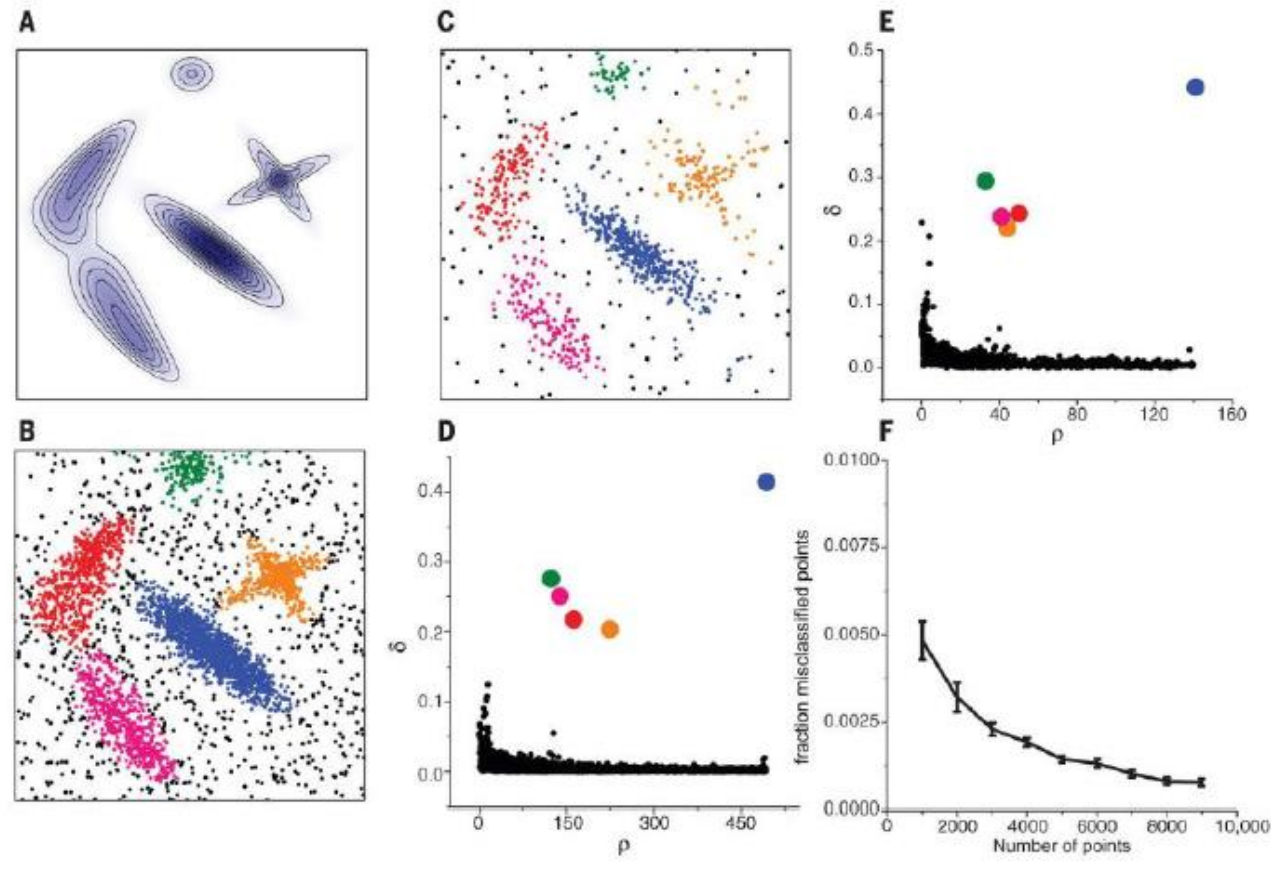 A
C
E
0.5
0.4
0.3
δ
0.2
0.1
0.0
0 40 80 120 160
ρ
B
D
0.4
0.3
δ
0.2
0.1
0.0
0 150 300 450
ρ
F
0.0100
0.0075
fraction misclassified points
0.0050
0.0025
0.0000
0 2000 4000 6000 8000 10,000
Number of points